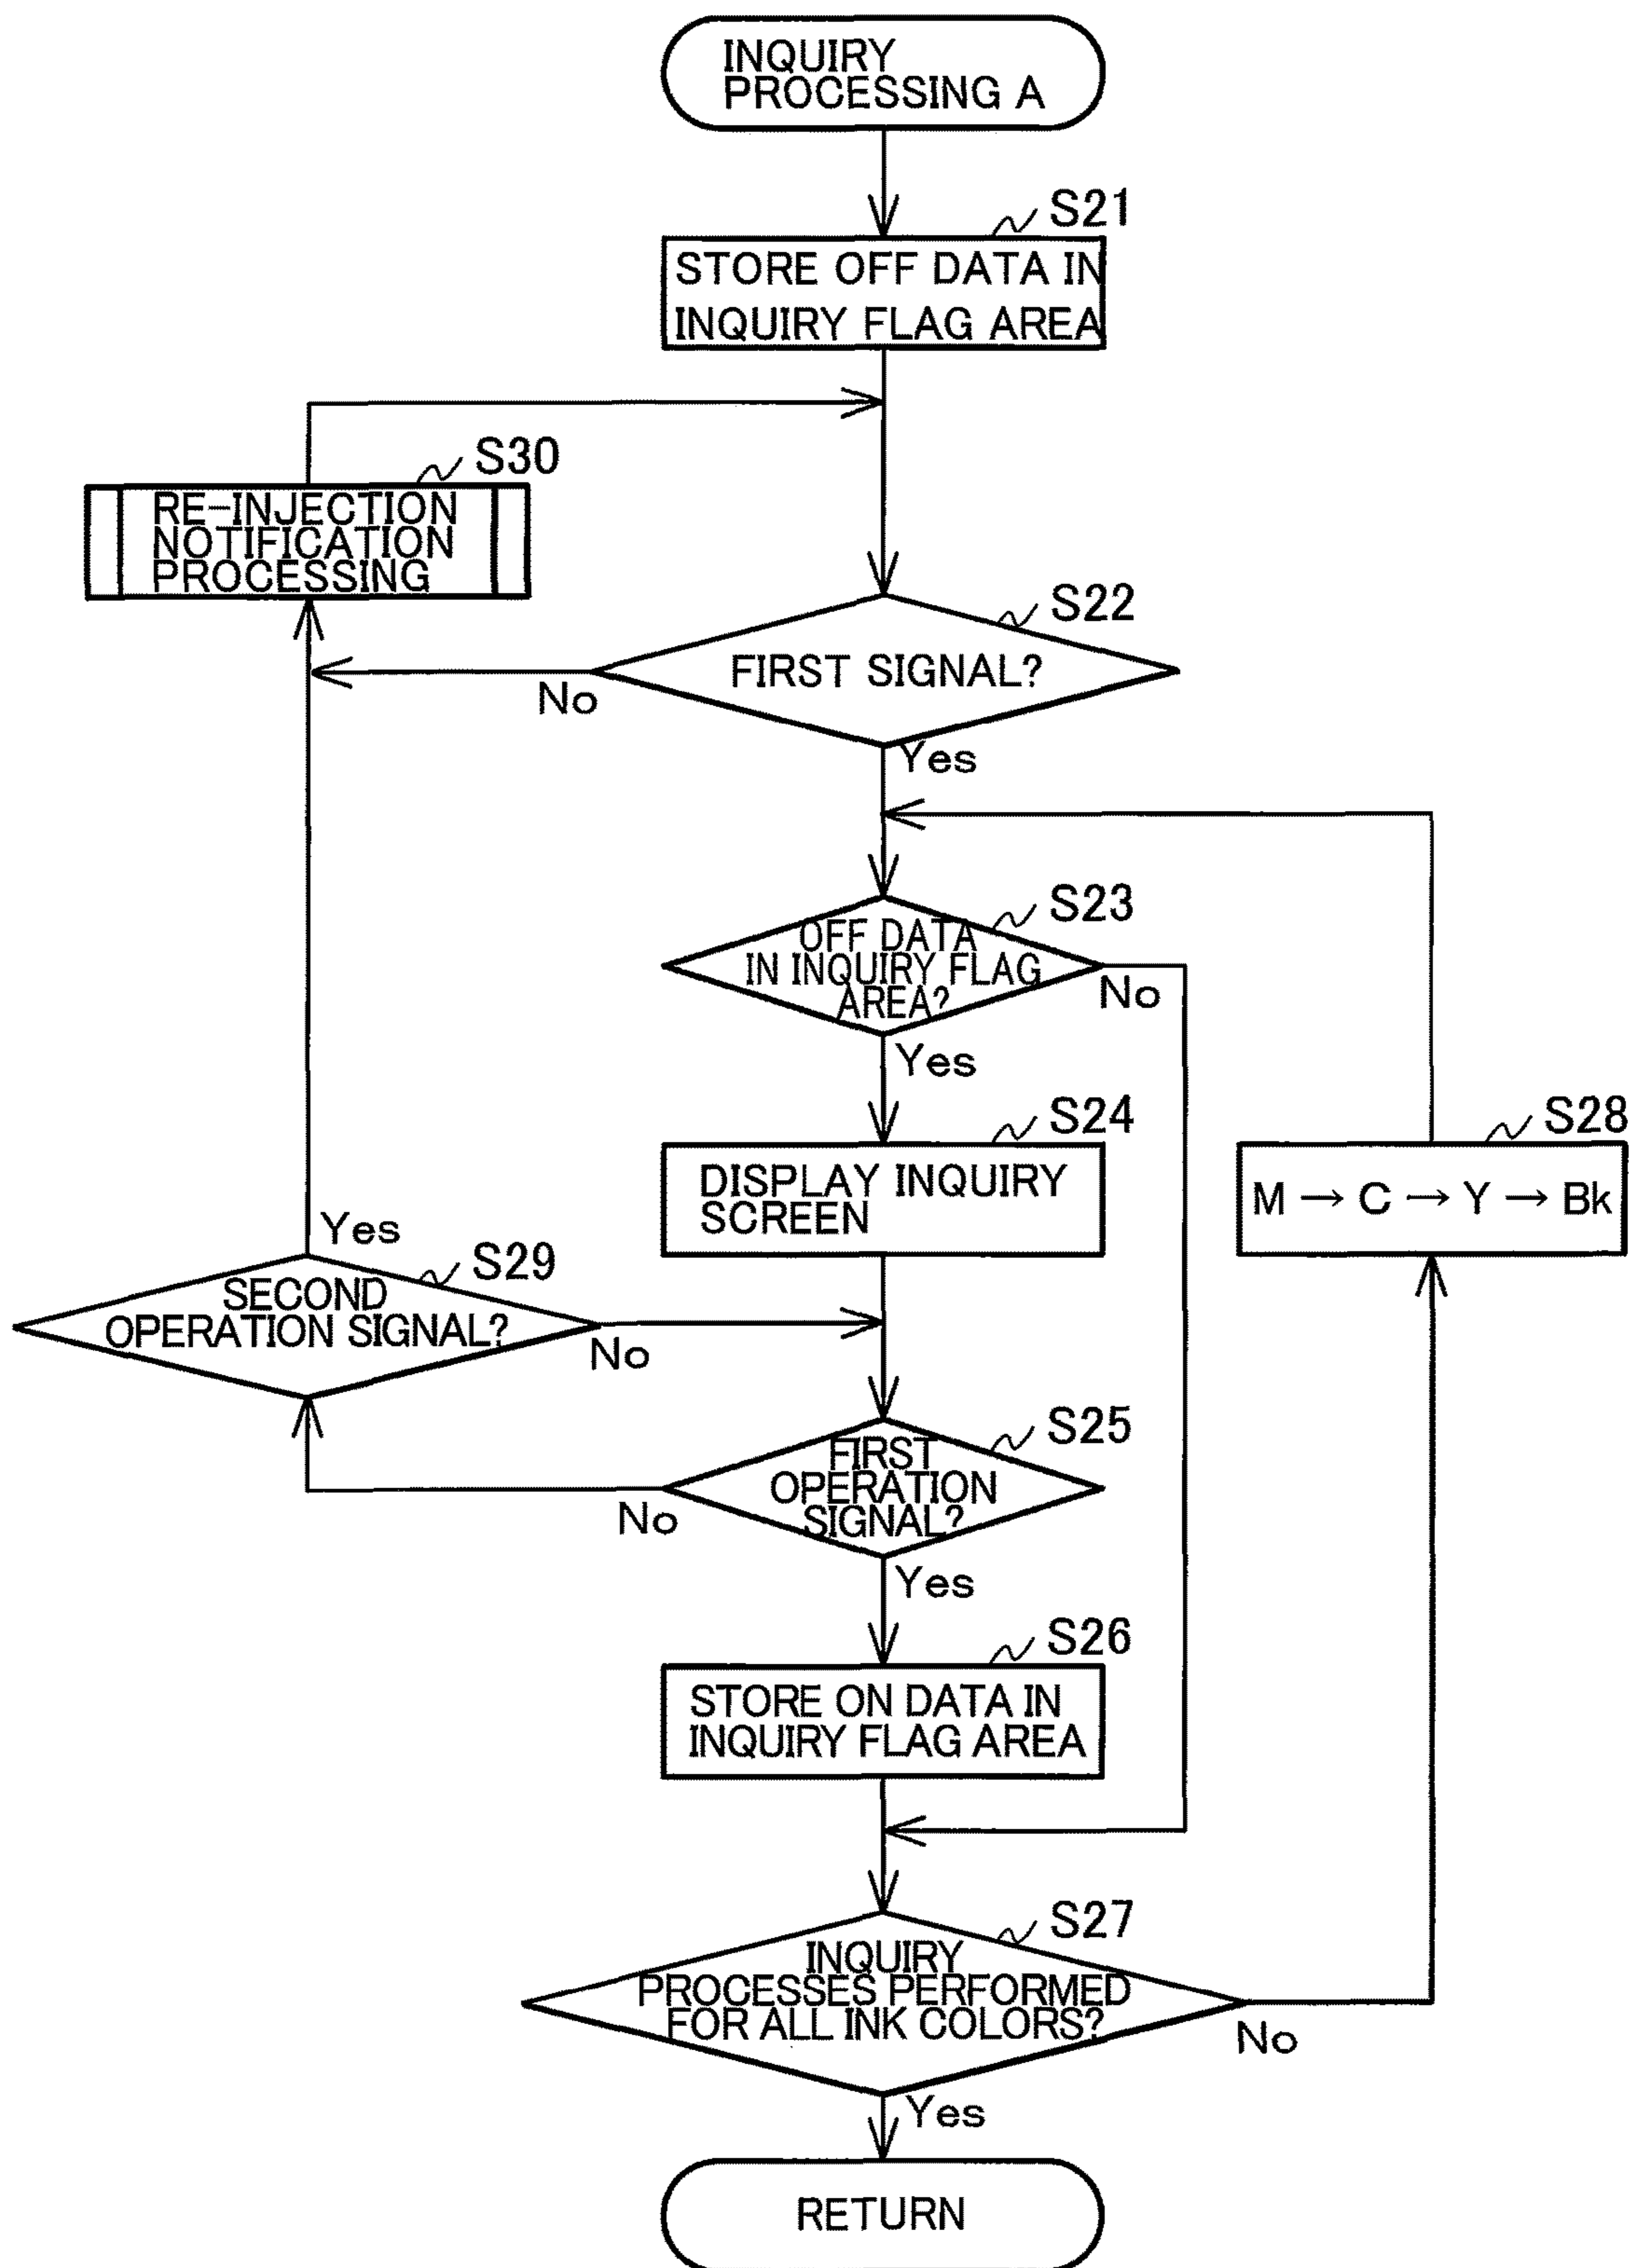 INQUIRY
PROCESSING A
S21
STORE OFF DATA IN
INQUIRY FLAG AREA
S30
RE-INJECTION
NOTIFICATION
PROCESSING
S22
FIRST SIGNAL?
No
Yes
S23
OFF DATA
IN INQUIRY FLAG
AREA?
No
Yes
S24
DISPLAY INQUIRY
SCREEN
S28
M → C → Y → Bk
Yes
S29
SECOND
OPERATION SIGNAL?
No
S25
FIRST
OPERATION
SIGNAL?
No
Yes
S26
STORE ON DATA IN
INQUIRY FLAG AREA
S27
INQUIRY
PROCESSES PERFORMED
FOR ALL INK COLORS?
No
Yes
RETURN